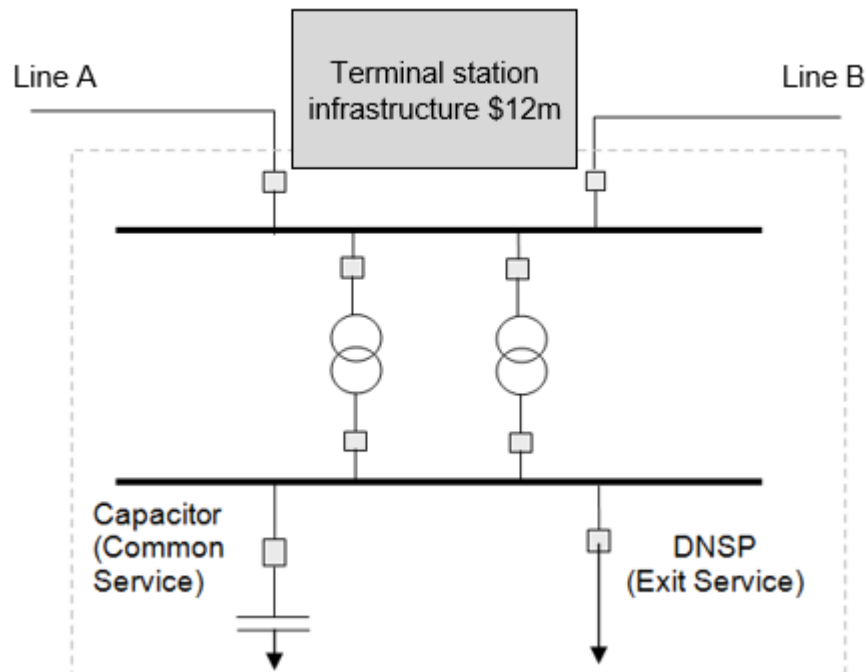 Line A
Terminal station
infrastructure $12m
Line B
Capacitor
(Common
Service)
DNSP
(Exit Service)